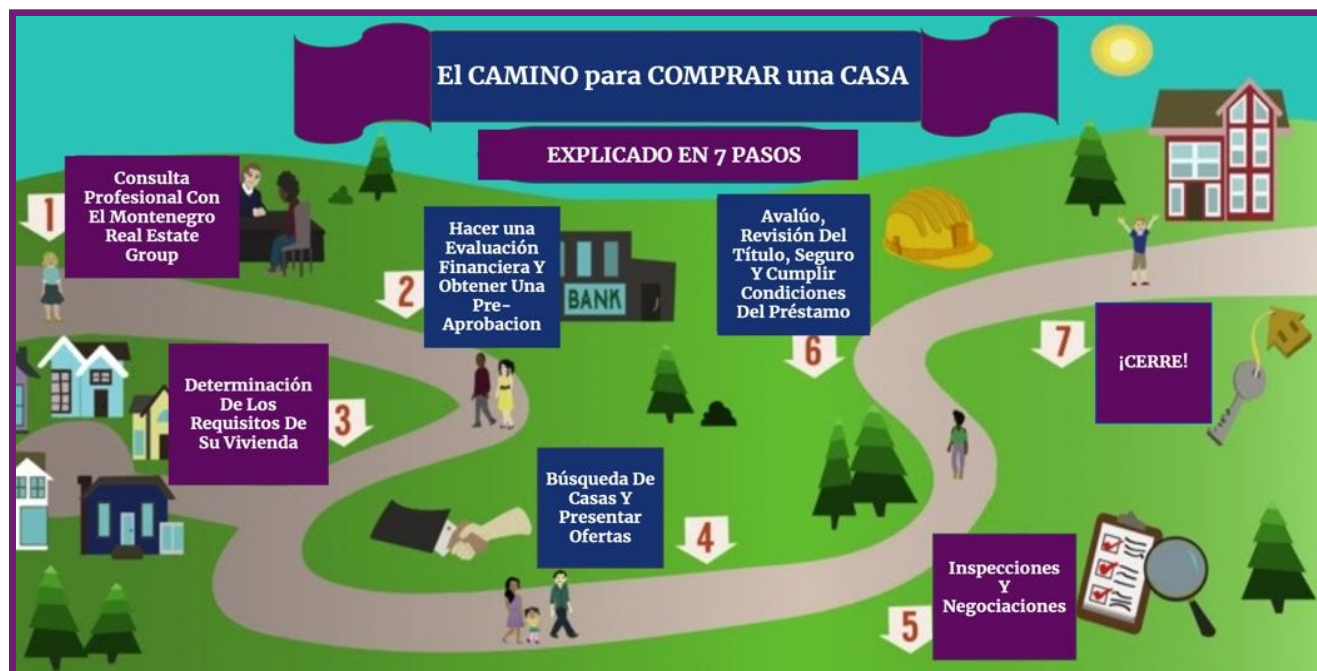 El CAMINO para COMPRAR una CASA
EXPLICADO EN 7 PASOS
1
Consulta
Profesional Con
El Montenegro
Real Estate
Group
2
Hacer una
Evaluación
Financiera Y
Obtener Una
Pre-
Aprobacion
BANK
3
Determinación
De Los
Requisitos De
Su Vivienda
4
Búsqueda De
Casas Y
Presentar
Ofertas
5
Inspecciones
Y
Negociaciones
6
Avalúo,
Revisión Del
Título, Seguro
Y Cumplir
Condiciones
Del Préstamo
7
¡CERRE!